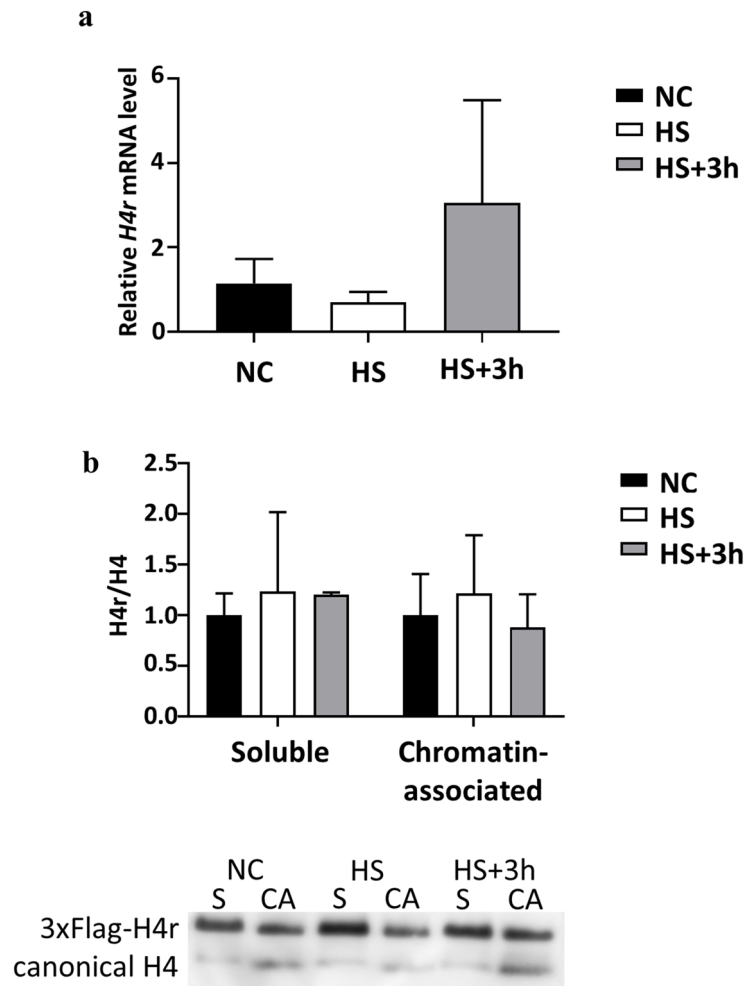 a
Relative H4r mRNA level
6
4
2
0
NC
HS
HS+3h
NC
HS
HS+3h
b
H4r/H4
2.5
2.0
1.5
1.0
0.5
0.0
Soluble
Chromatin-
associated
NC
HS
HS+3h
NC HS HS+3h
S CA S CA S CA
3xFlag-H4r
canonical H4